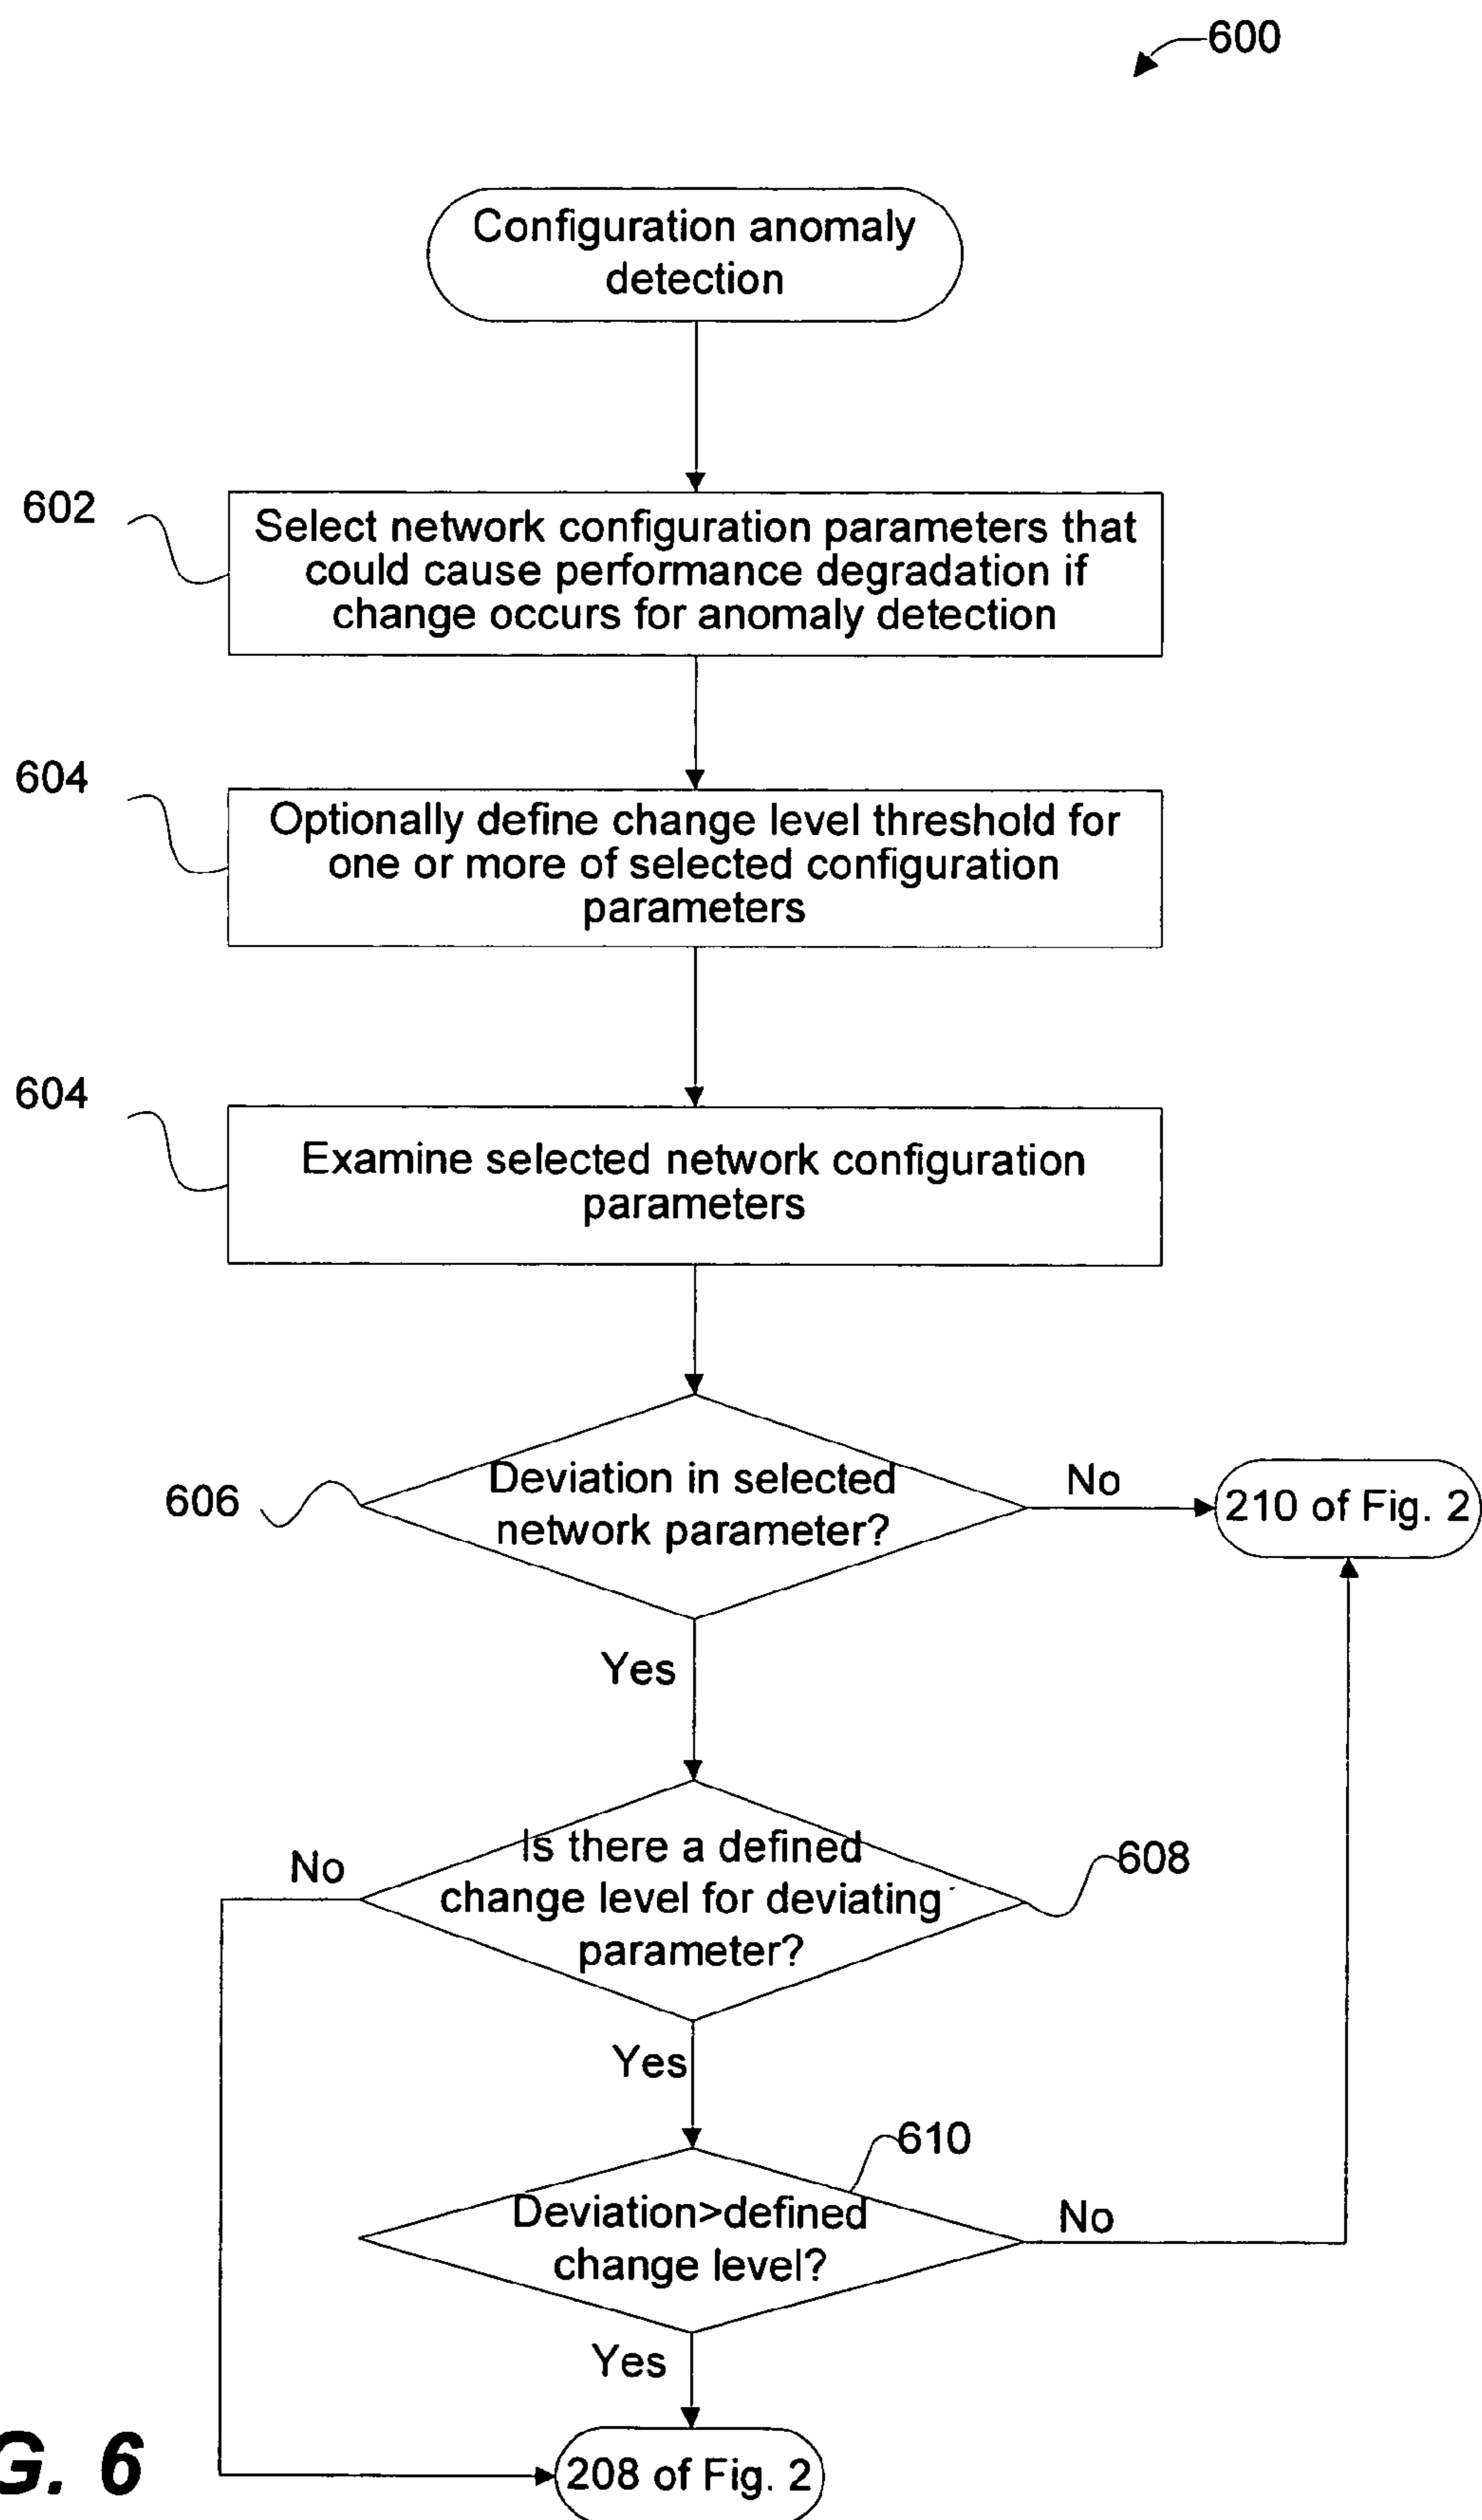 600
Configuration anomaly
detection
602
Select network configuration parameters that
could cause performance degradation if
change occurs for anomaly detection
604
Optionally define change level threshold for
one or more of selected configuration
parameters
604
Examine selected network configuration
parameters
606
Deviation in selected
network parameter?
No
210 of Fig. 2
Yes
Is there a defined
change level for deviating
parameter?
No
608
Yes
610
Deviation>defined
change level?
No
Yes
208 of Fig. 2
G. 6